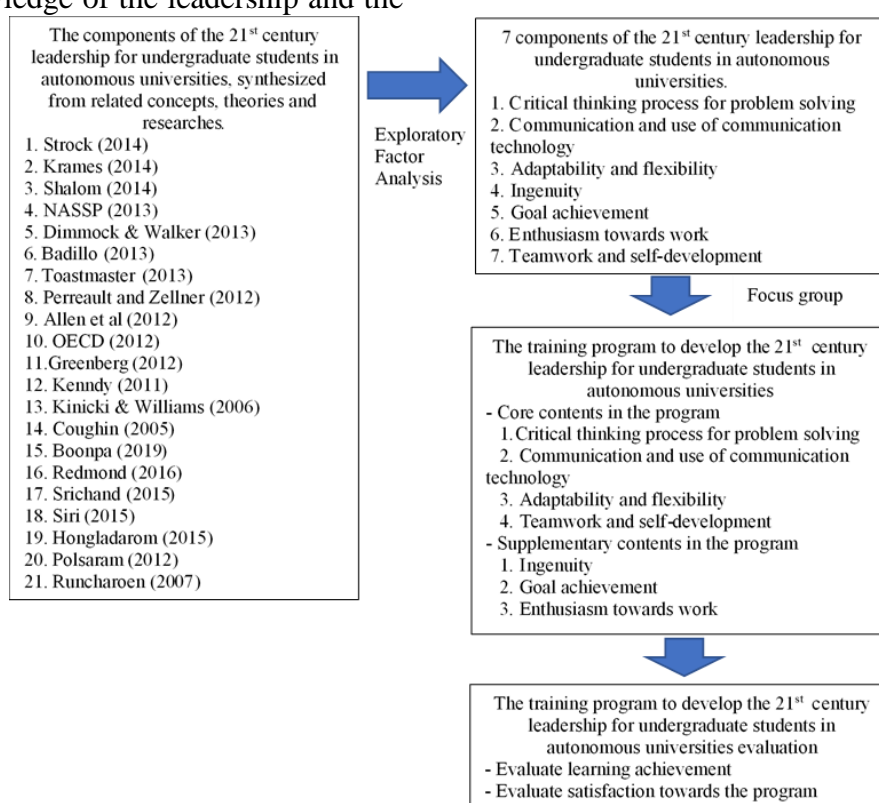 ledge of the leadership and the
The components of the 21st century
leadership for undergraduate students in
autonomous universities, synthesized
from related concepts, theories and
researches.
1. Strock (2014)
2. Krames (2014)
3. Shalom (2014)
4. NASSP (2013)
5. Dimmock & Walker (2013)
6. Badillo (2013)
7. Toastmaster (2013)
8. Perreault and Zellner (2012)
9. Allen et al (2012)
10. OECD (2012)
11.Greenberg (2012)
12. Kenndy (2011)
13. Kinicki & Williams (2006)
14. Coughin (2005)
15. Boonpa (2019)
16. Redmond (2016)
17. Srichand (2015)
18. Siri (2015)
19. Hongladarom (2015)
20. Polsaram (2012)
21. Runcharoen (2007)
Exploratory
Factor
Analysis
7 components of the 21st century leadership for
undergraduate students in autonomous
universities.
1. Critical thinking process for problem solving
2. Communication and use of communication
technology
3. Adaptability and flexibility
4. Ingenuity
5. Goal achievement
6. Enthusiasm towards work
7. Teamwork and self-development
Focus group
The training program to develop the 21st century
leadership for undergraduate students in
autonomous universities
- Core contents in the program
1.Critical thinking process for problem solving
2. Communication and use of communication
technology
3. Adaptability and flexibility
4. Teamwork and self-development
- Supplementary contents in the program
1. Ingenuity
2. Goal achievement
3. Enthusiasm towards work
The training program to develop the 21st century
leadership for undergraduate students in
autonomous universities evaluation
- Evaluate learning achievement
- Evaluate satisfaction towards the program